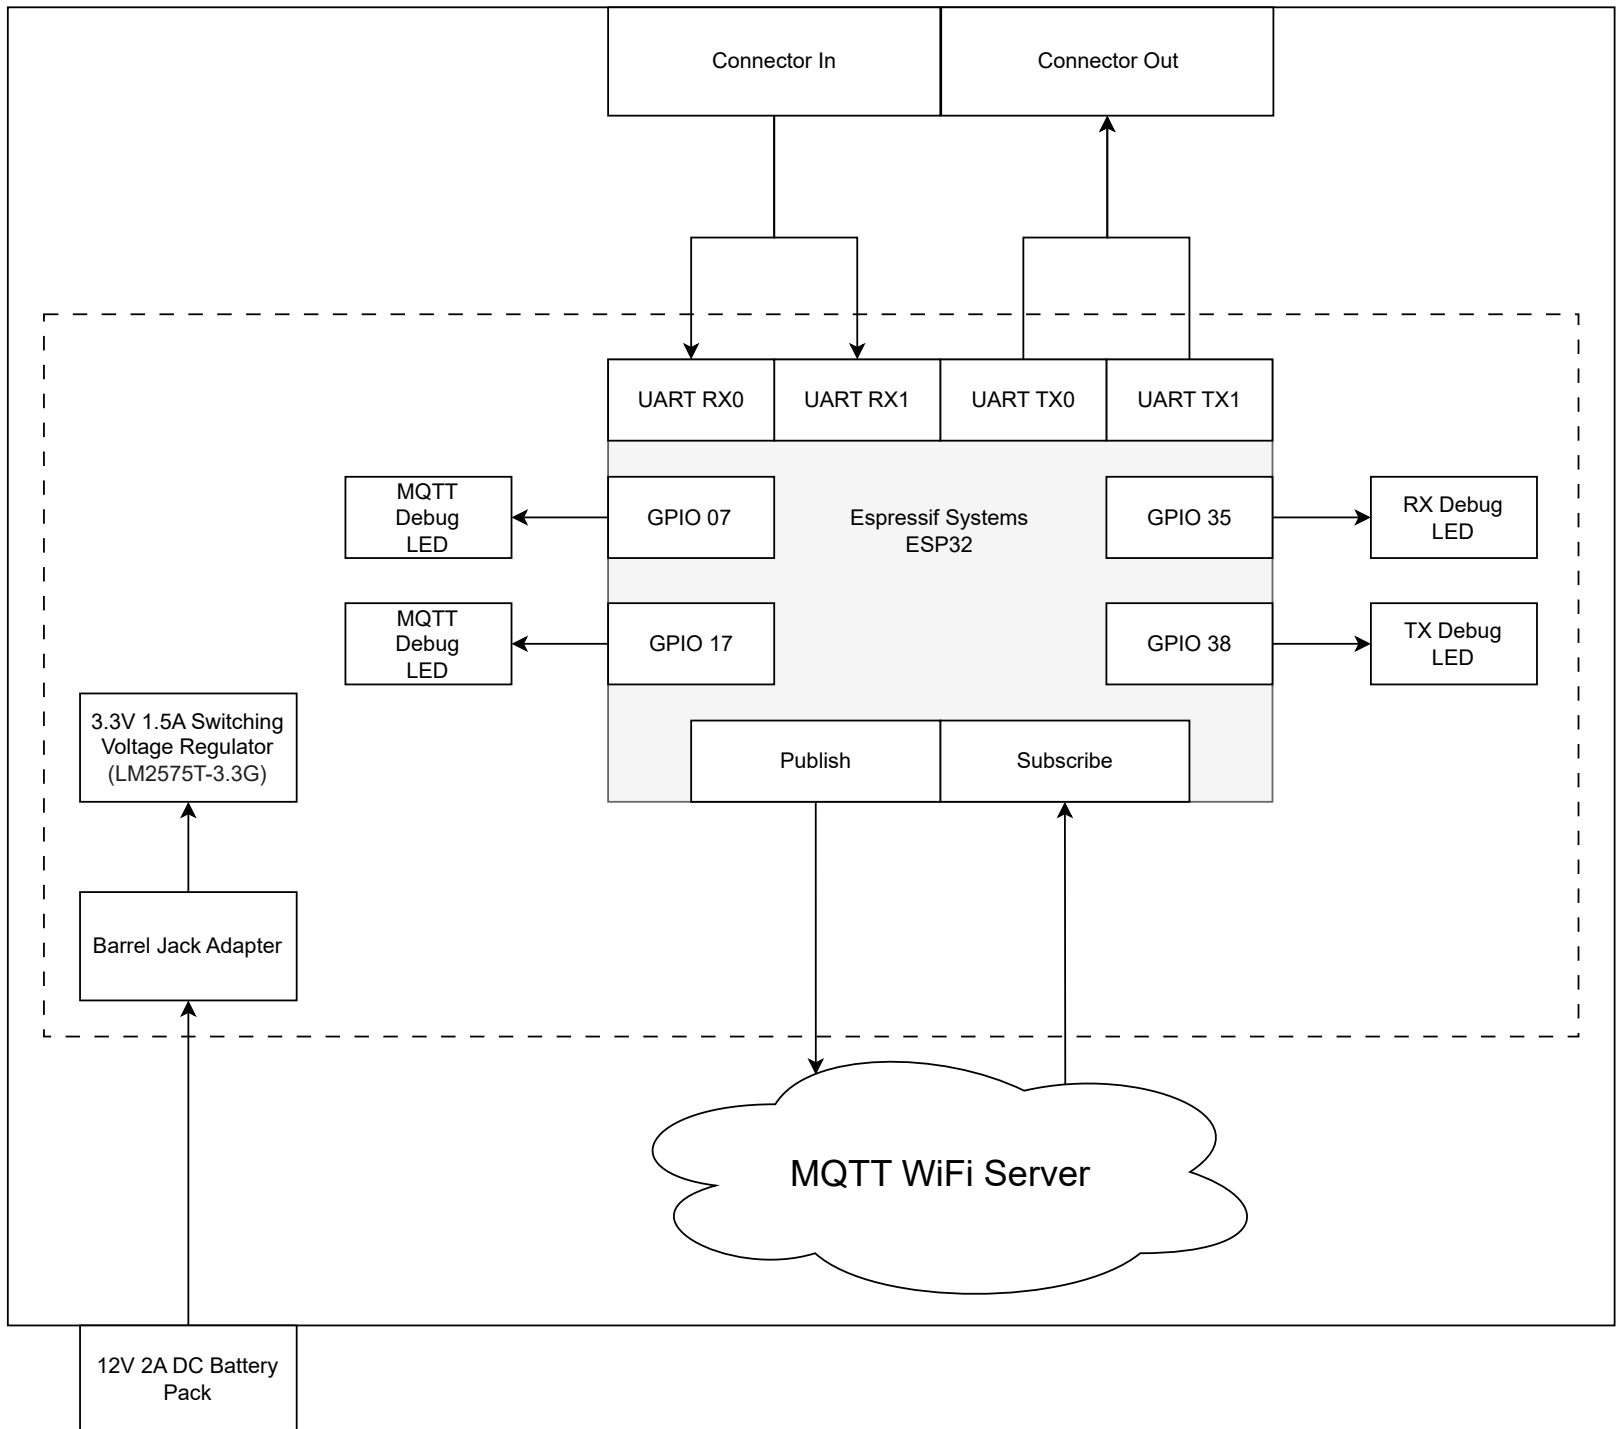 Connector In
Connector Out
UART RX0
UART RX1
UART TX0
UART TX1
MQTT
Debug
LED
GPIO 07
Espressif Systems
ESP32
GPIO 35
RX Debug
LED
MQTT
Debug
LED
GPIO 17
GPIO 38
TX Debug
LED
3.3V 1.5A Switching
Voltage Regulator
(LM2575T-3.3G)
Publish
Subscribe
Barrel Jack Adapter
MQTT WiFi Server
12V 2A DC Battery
Pack